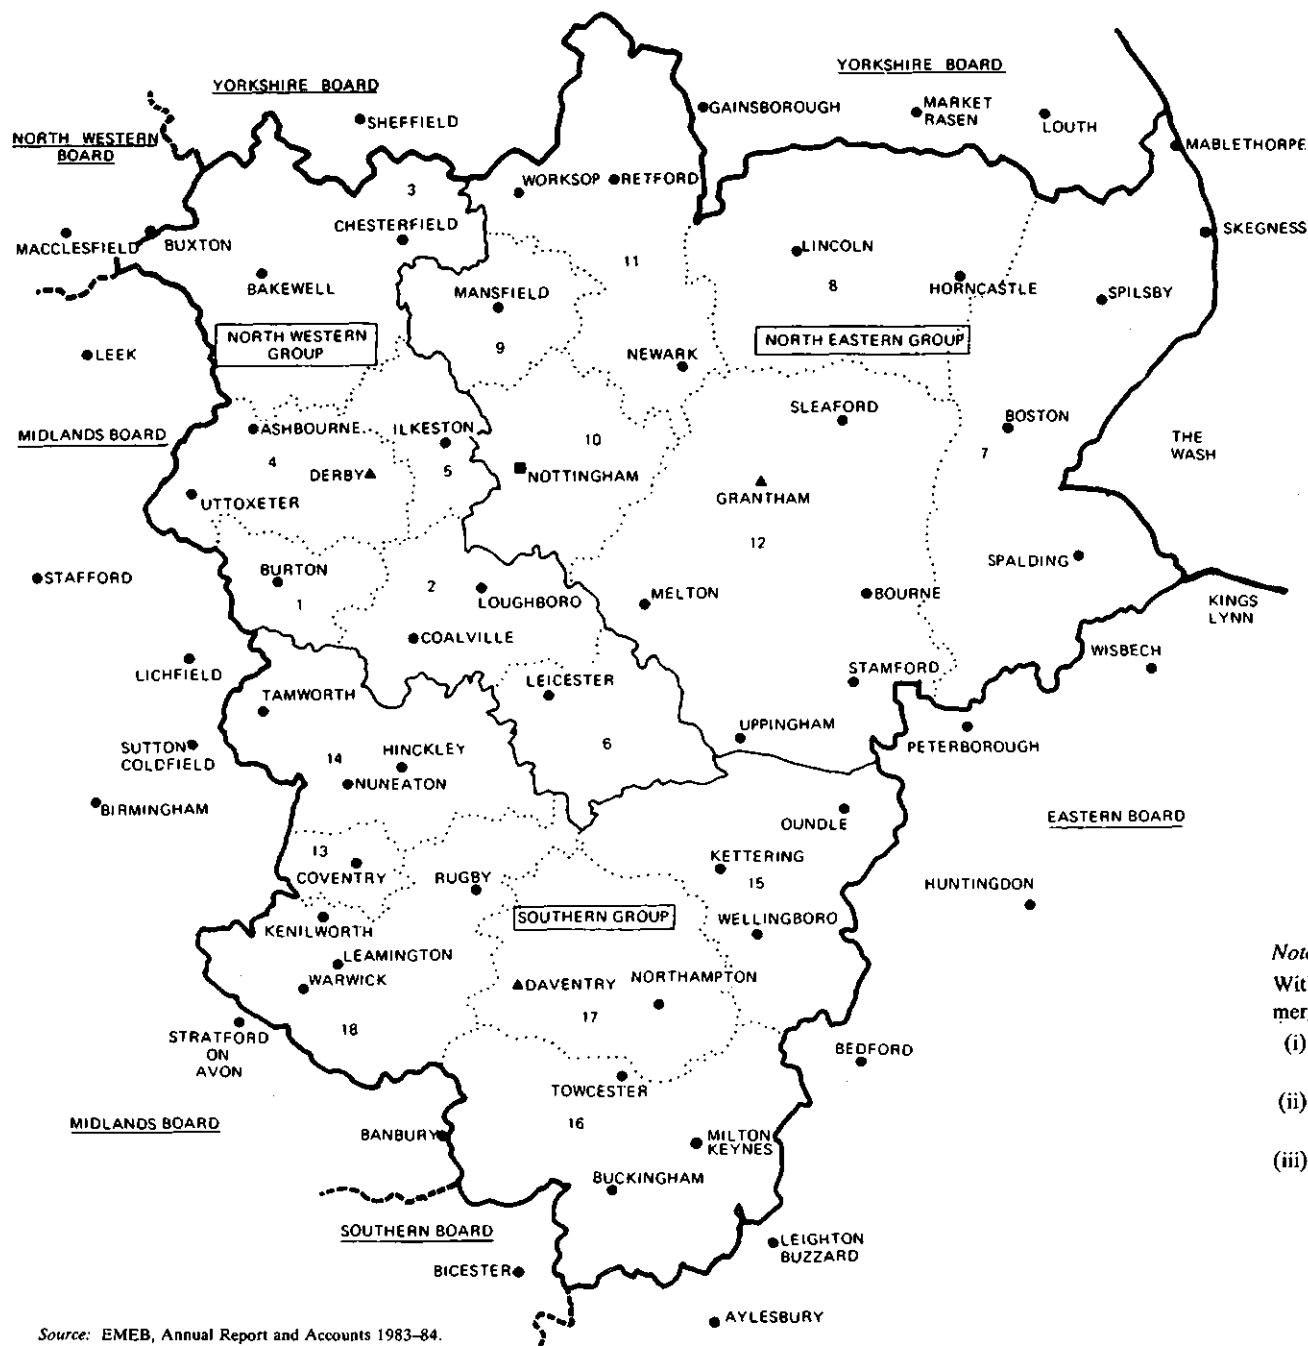 YORKSHIRE BOARD
YORKSHIRE BOARD
GAINSBOROUGH
MARKET
RASEN
LOUTH
SHEFFIELD
NORTH WESTERN
BOARD
MABLETHORPE
3
WORKSOP
RETFORD
CHESTERFIELD
MACCLESFIELD
BUXTON
SKEGNESS
LINCOLN
11
BAKEWELL
8
HORNCASTLE
MANSFIELD
SPILSBY
NORTH WESTERN
GROUP
NORTH EASTERN GROUP
9
LEEK
NEWARK
SLEAFORD
BOSTON
MIDLANDS BOARD
ASHBOURNE
ILKESTON
THE
WASH
10
7
4
5
DERBY
NOTTINGHAM
UTTOXETER
GRANTHAM
12
SPALDING
STAFFORD
BURTON
2
1
LOUGHBORO
MELTON
BOURNE
KINGS
LYNN
COALVILLE
WISBECH
LICHFIELD
LEICESTER
STAMFORD
TAMWORTH
UPPINGHAM
PETERBOROUGH
SUTTON
COLDFIELD
14
HINCKLEY
6
NUNEATON
BIRMINGHAM
OUNDLE
EASTERN BOARD
13
COVENTRY
RUGBY
KETTERING
15
HUNTINGDON
SOUTHERN GROUP
WELLINGBORO
KENILWORTH
LEAMINGTON
WARWICK
DAVENTRY
NORTHAMPTON
17
18
STRATFORD
ON
AVON
BEDFORD
TOWCESTER
16
MIDLANDS BOARD
BANBURY
MILTON
KEYNES
BUCKINGHAM
SOUTHERN BOARD
LEIGHTON
BUZZARD
BICESTER
AYLESBURY
Note
Wit
mer
(i)
(ii)
(iii)
Source: EMEB, Annual Report and Accounts 1983–84.